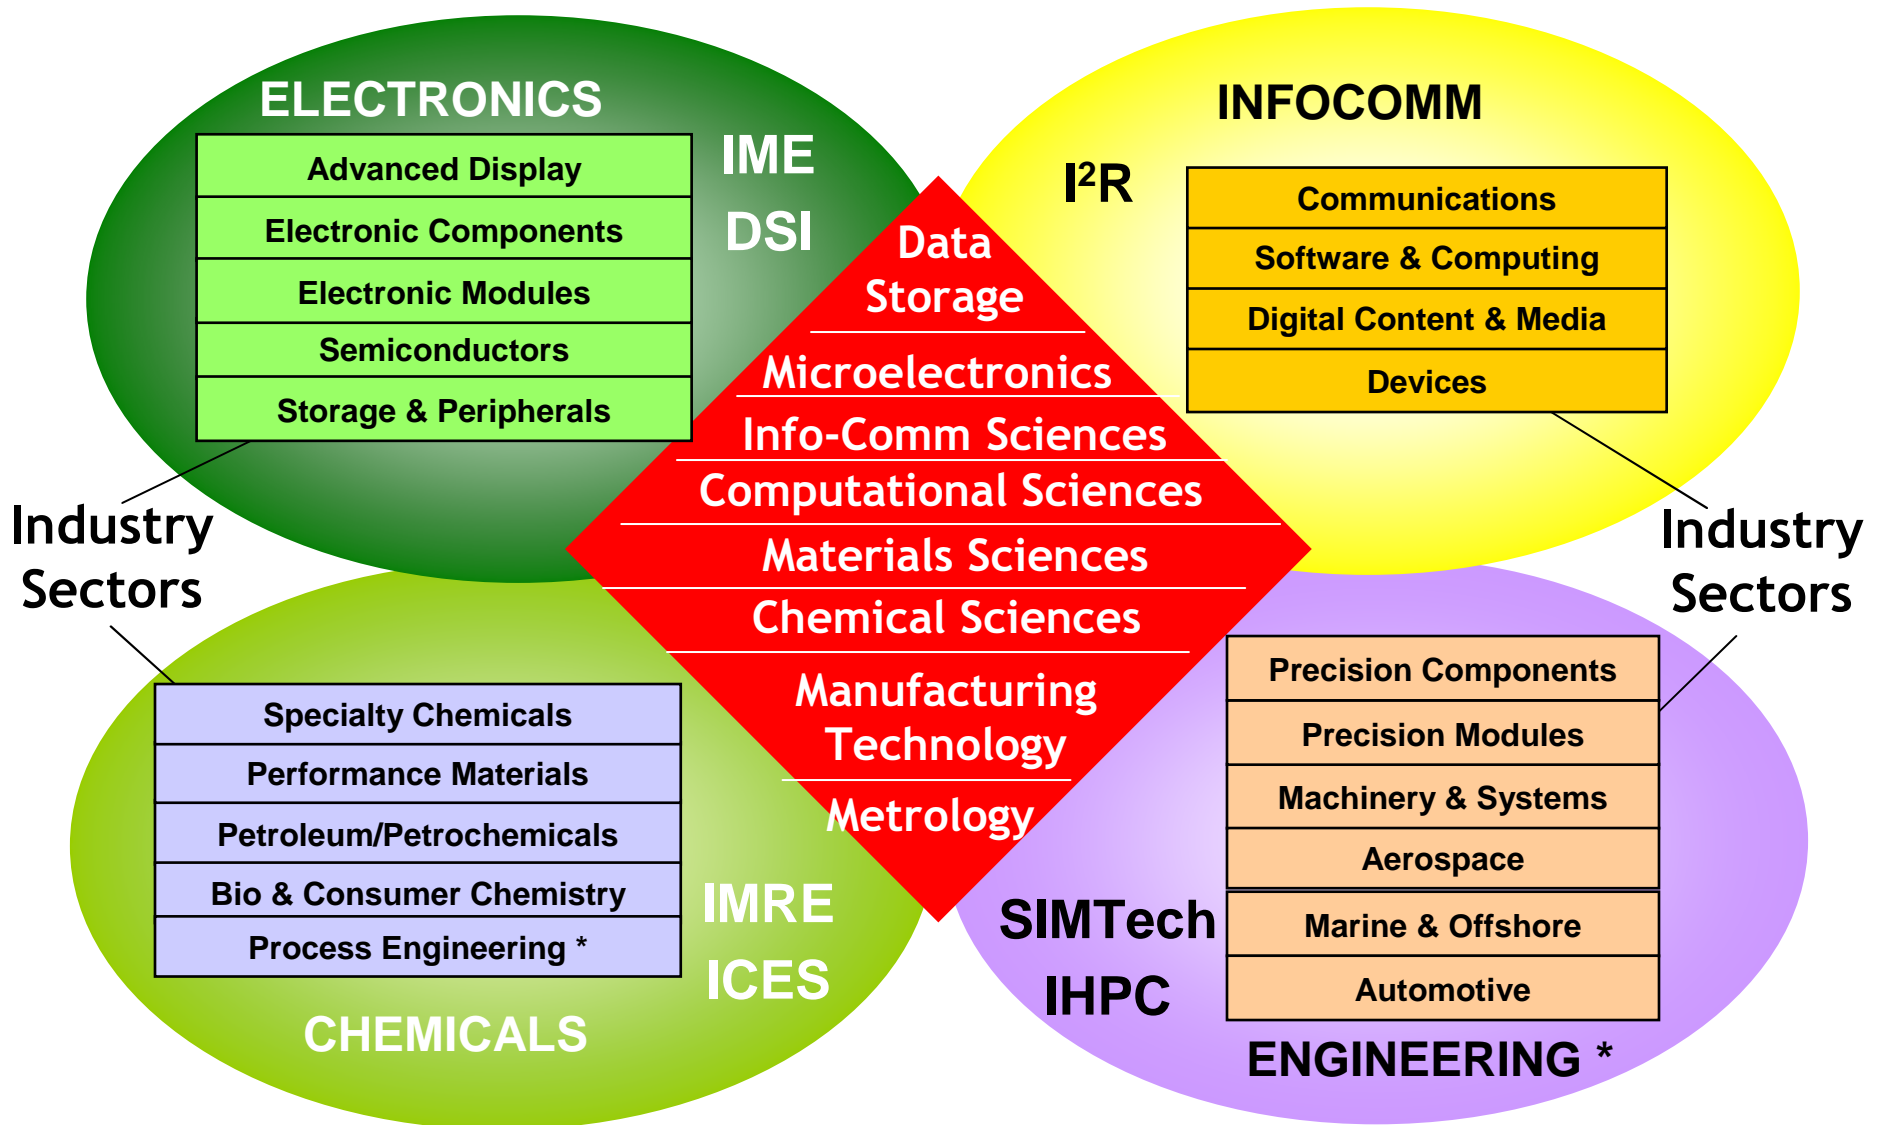 ELECTRONICS
Advanced Display
Electronic Components
Electronic Modules
Semiconductors
Storage & Peripherals
IME
DSI
INFOCOMM
I²R
Communications
Software & Computing
Digital Content & Media
Devices
Data
Storage
Microelectronics
Info-Comm Sciences
Computational Sciences
Materials Sciences
Chemical Sciences
Manufacturing
Technology
Metrology
Industry
Sectors
Industry
Sectors
Specialty Chemicals
Performance Materials
Petroleum/Petrochemicals
Bio & Consumer Chemistry
Process Engineering *
IMRE
ICES
CHEMICALS
Precision Components
Precision Modules
Machinery & Systems
Aerospace
Marine & Offshore
Automotive
SIMTech
IHPC
ENGINEERING *